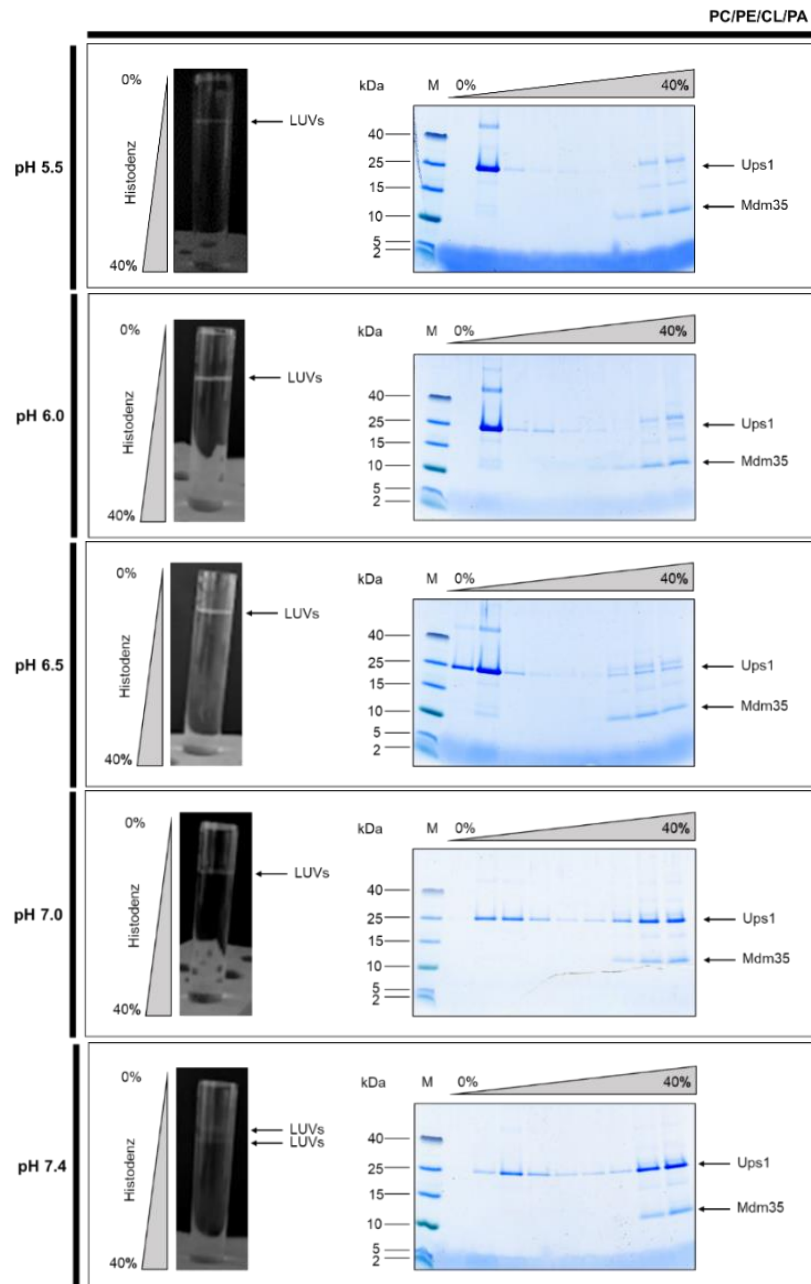 PC/PE/CL/PA
pH 5.5
0%
Histodenz
40%
LUVs
kDa
M
0%
40%
40
25
15
10
5
2
Ups1
Mdm35
pH 6.0
0%
Histodenz
40%
LUVs
kDa
M
0%
40%
40
25
15
10
5
2
Ups1
Mdm35
pH 6.5
0%
Histodenz
40%
LUVs
kDa
M
0%
40%
40
25
15
10
5
2
Ups1
Mdm35
pH 7.0
0%
Histodenz
40%
LUVs
kDa
M
0%
40%
40
25
15
10
5
2
Ups1
Mdm35
pH 7.4
0%
Histodenz
40%
LUVs
LUVs
kDa
M
0%
40%
40
25
15
10
5
2
Ups1
Mdm35